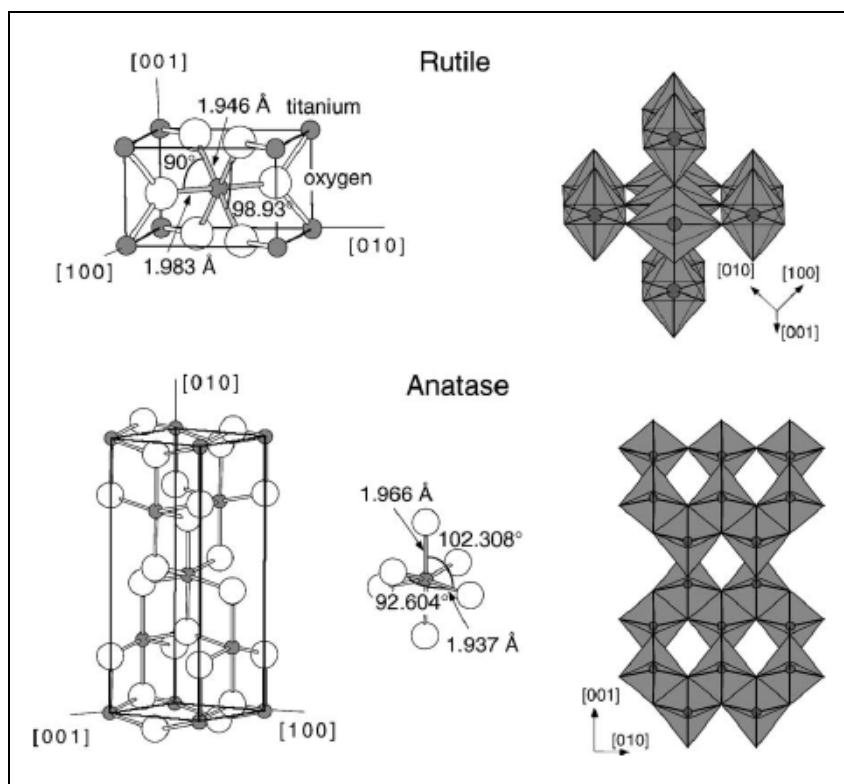 Rutile
[001]
1.946 Å
titanium
90°
oxygen
98.93°
[010]
[100]
1.983 Å
[010]
[100]
[001]
Anatase
[010]
1.966 Å
102.308°
92.604°
1.937 Å
[001]
[100]
[001]
[010]